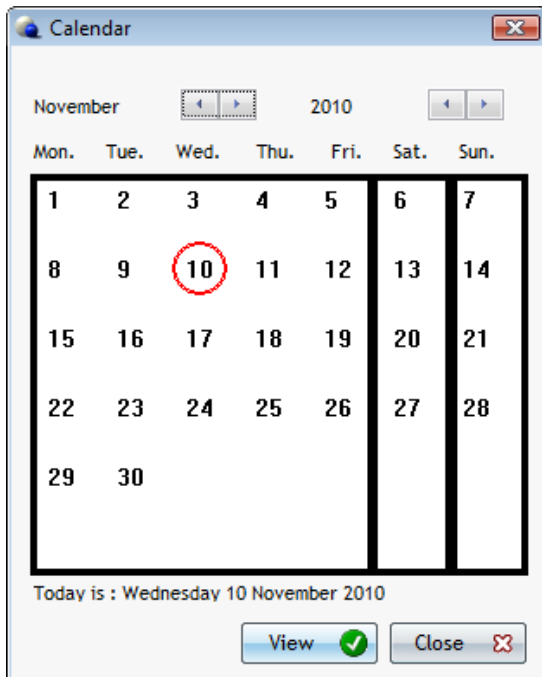 Calendar
November 2010
Mon. Tue. Wed. Thu. Fri. Sat. Sun.
1 2 3 4 5 6 7
8 9 10 11 12 13 14
15 16 17 18 19 20 21
22 23 24 25 26 27 28
29 30
Today is : Wednesday 10 November 2010
View Close